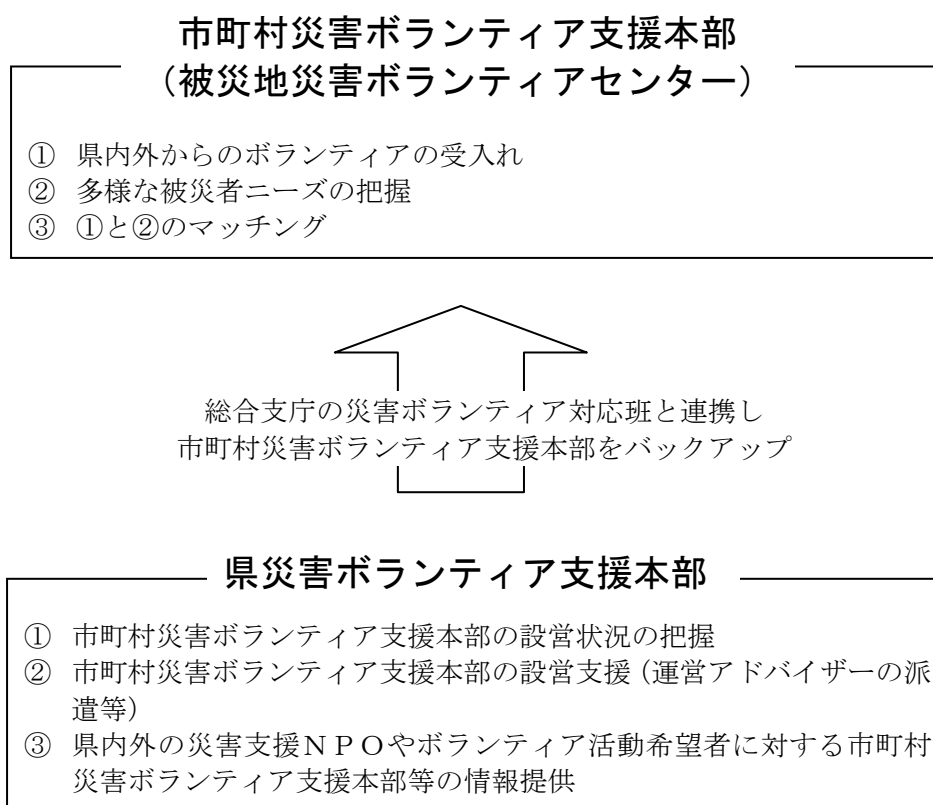 市町村災害ボランティア支援本部
（被災地災害ボランティアセンター）
① 県内外からのボランティアの受入れ
② 多様な被災者ニーズの把握
③ ①と②のマッチング
総合支庁の災害ボランティア対応班と連携し
市町村災害ボランティア支援本部をバックアップ
県災害ボランティア支援本部
① 市町村災害ボランティア支援本部の設営状況の把握
② 市町村災害ボランティア支援本部の設営支援（運営アドバイザーの派
遣等）
③ 県内外の災害支援ＮＰＯやボランティア活動希望者に対する市町村
災害ボランティア支援本部等の情報提供